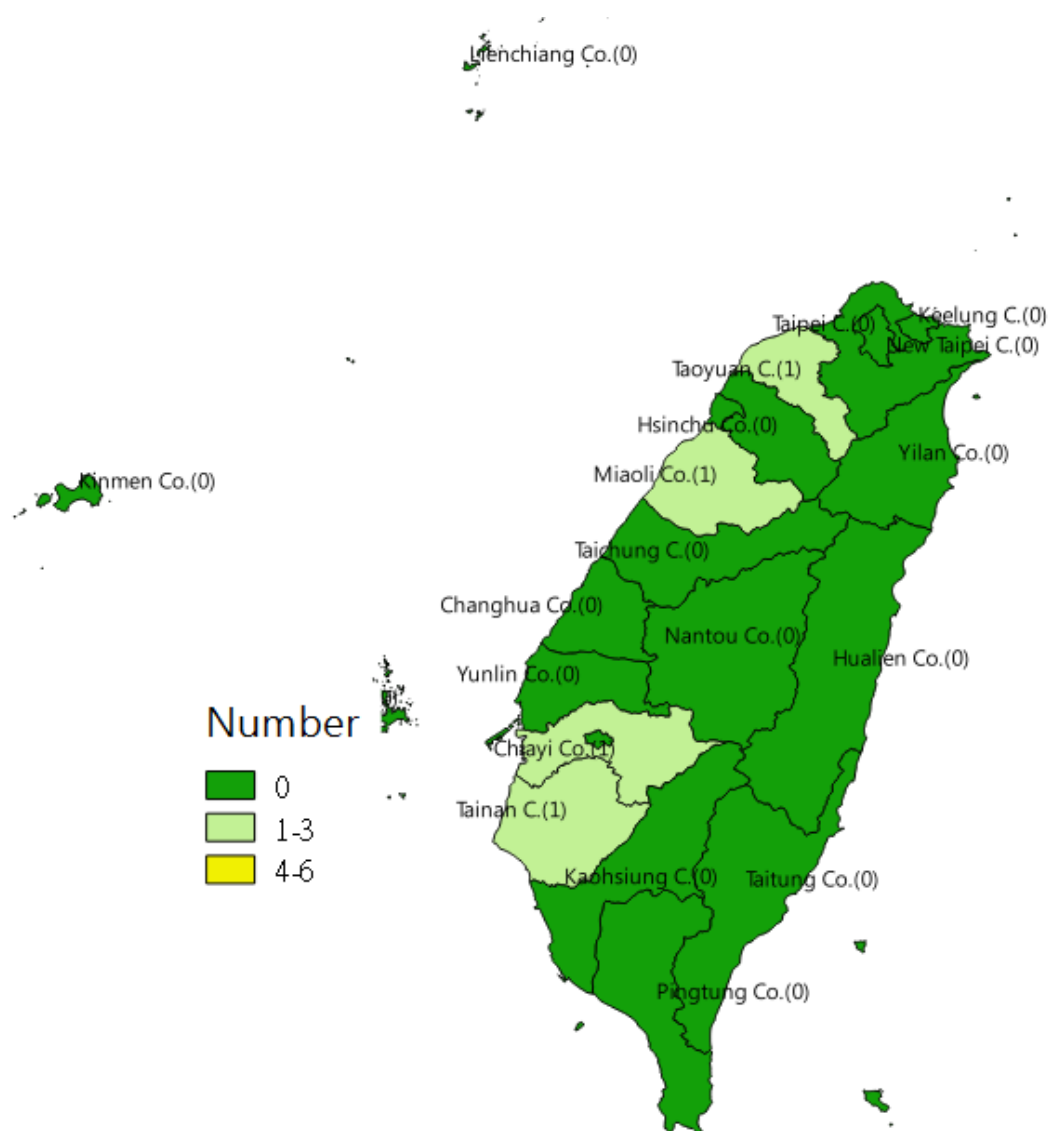 Lienchiang Co.(0)
Keelung C.(0)
Taipei C.(0)
New Taipei C.(0)
Taoyuan C.(1)
Hsinchu Co.(0)
Yilan Co.(0)
Miaoli Co.(1)
Kinmen Co.(0)
Taichung C.(0)
Changhua Co.(0)
Nantou Co.(0)
Hualien Co.(0)
Yunlin Co.(0)
Number
Chiayi Co.(1)
0
Tainan C.(1)
1-3
4-6
Kaohsiung C.(0)
Taitung Co.(0)
Pingtung Co.(0)